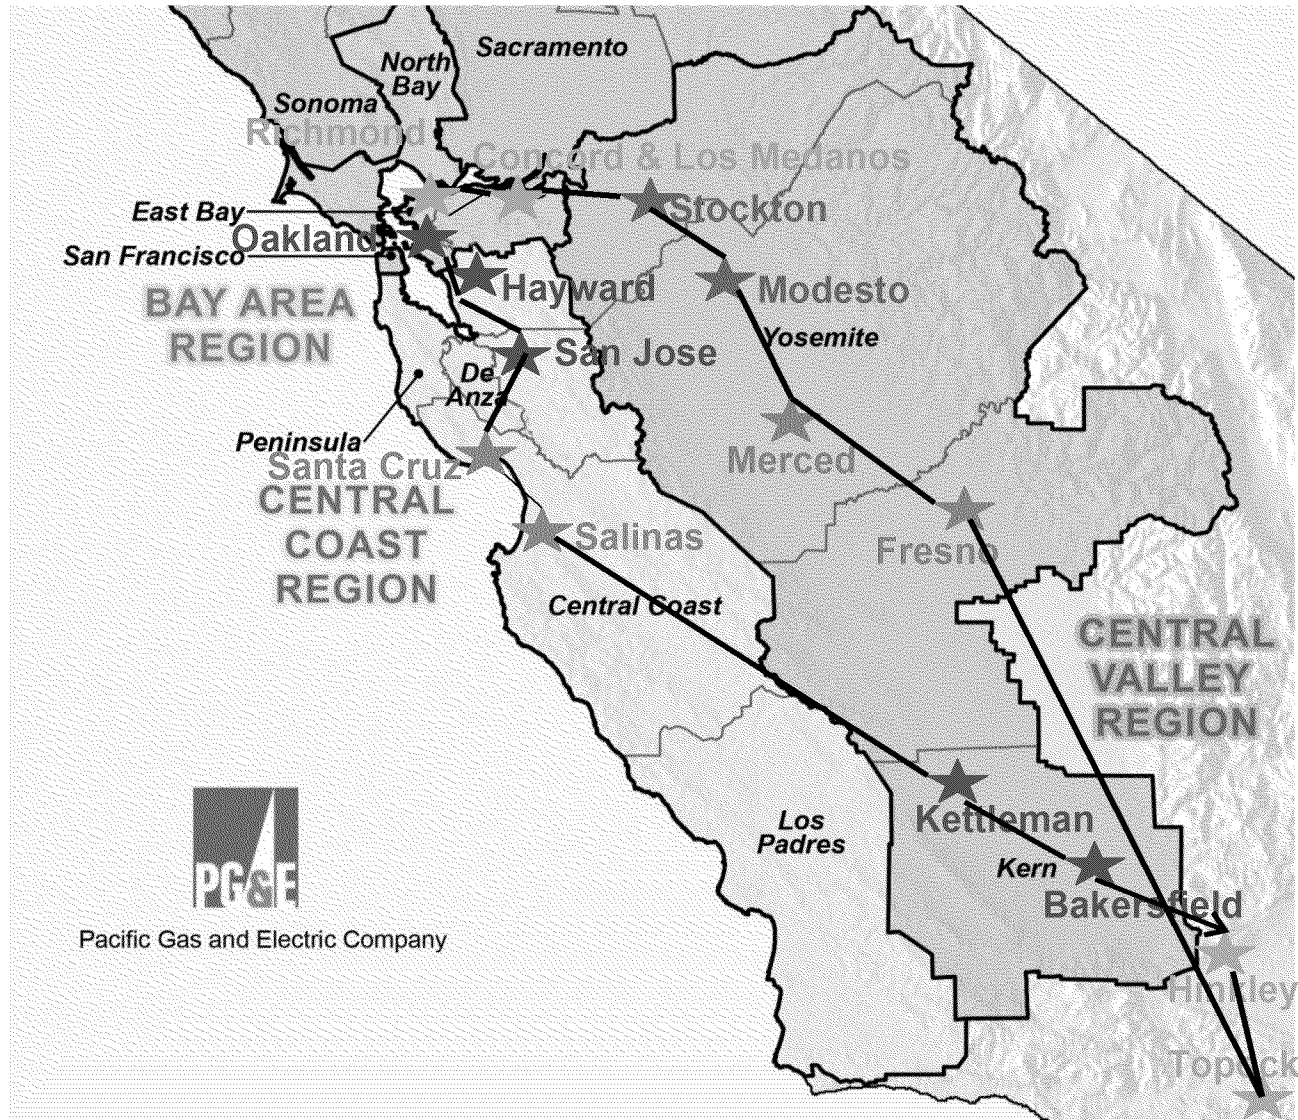 Sacramento
North
Bay
Sonoma
Richmond
Concord & Los Medanos
East Bay
Stockton
Oakland
San Francisco
Hayward
Modesto
BAY AREA
REGION
Yosemite
San Jose
De
Anza
Peninsula
Merced
Santa Cruz
CENTRAL
COAST
REGION
Salinas
Fresno
Central Coast
CENTRAL
VALLEY
REGION
Kettleman
Los
Padres
Kern
PG&E
Bakersfield
Pacific Gas and Electric Company
Hinkley
Topock